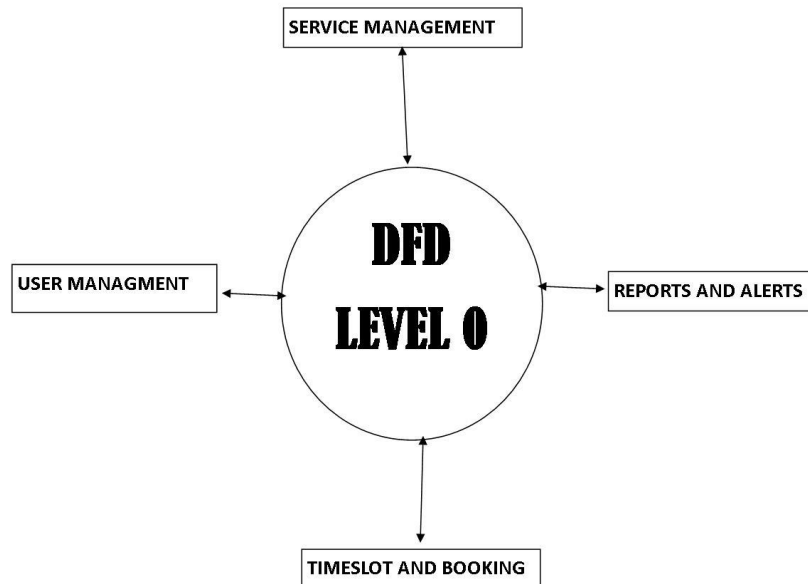 SERVICE MANAGEMENT
DFD
LEVEL 0
USER MANAGMENT
REPORTS AND ALERTS
TIMESLOT AND BOOKING